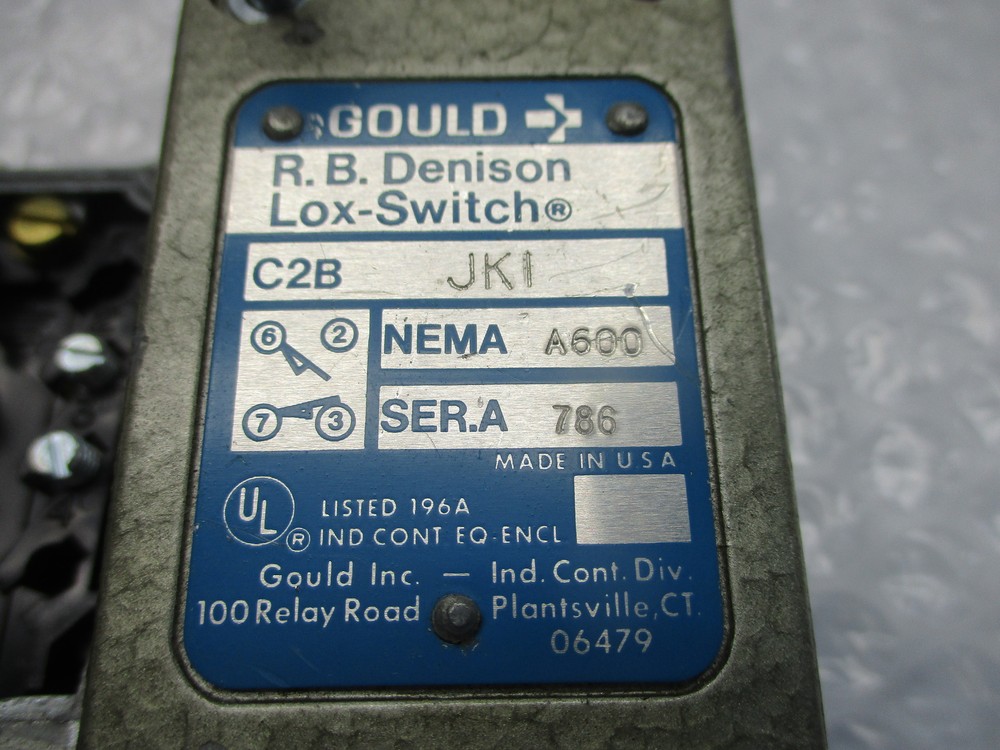 GOULD
R. B. Denison
Lox-Switch®
C2B JK1
6 2
NEMA A600
7 3
SER.A 786
MADE IN USA
UL ® LISTED 196A
IND CONT EQ-ENCL
Gould Inc. — Ind. Cont. Div.
100 Relay Road Plantsville, CT.
06479